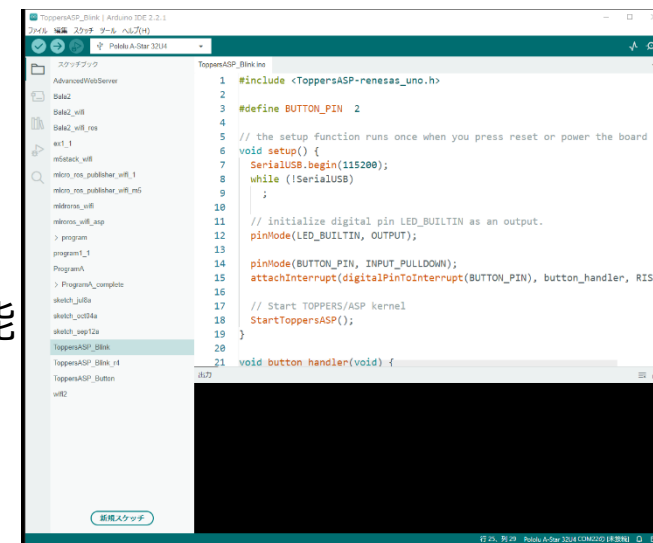 ToppersASP_Blink | Arduino IDE 2.2.1
ファイル 編集 スケッチ ツール ヘルプ(H)
Pololu A-Star 32U4
スケッチブック
AdvancedWebServer
Bala2
Bala2_wifi
Bala2_wifi_ros
ex1_1
m5stack_wifi
micro_ros_publisher_wifi_1
micro_ros_publisher_wifi_m5
midroros_wifi
miroros_wifi_asp
> program
program1_1
ProgramA
> ProgramA_complete
sketch_jul8a
sketch_oct04a
sketch_sep12a
ToppersASP_Blink
ToppersASP_Blink_r4
ToppersASP_Button
wifi2
新規スケッチ
能
ToppersASP_Blink.ino
1 #include <ToppersASP-renesas_uno.h>
2
3 #define BUTTON_PIN 2
4
5 // the setup function runs once when you press reset or power the board
6 void setup() {
7 SerialUSB.begin(115200);
8 while (!SerialUSB)
9 ;
10
11 // initialize digital pin LED_BUILTIN as an output.
12 pinMode(LED_BUILTIN, OUTPUT);
13
14 pinMode(BUTTON_PIN, INPUT_PULLDOWN);
15 attachInterrupt(digitalPinToInterrupt(BUTTON_PIN), button_handler, RIS
16
17 // Start TOPPERS/ASP kernel
18 StartToppersASP();
19 }
20
21 void button_handler(void) {
出力
行 25、列 29 Pololu A-Star 32U4 COM22の [未接続]